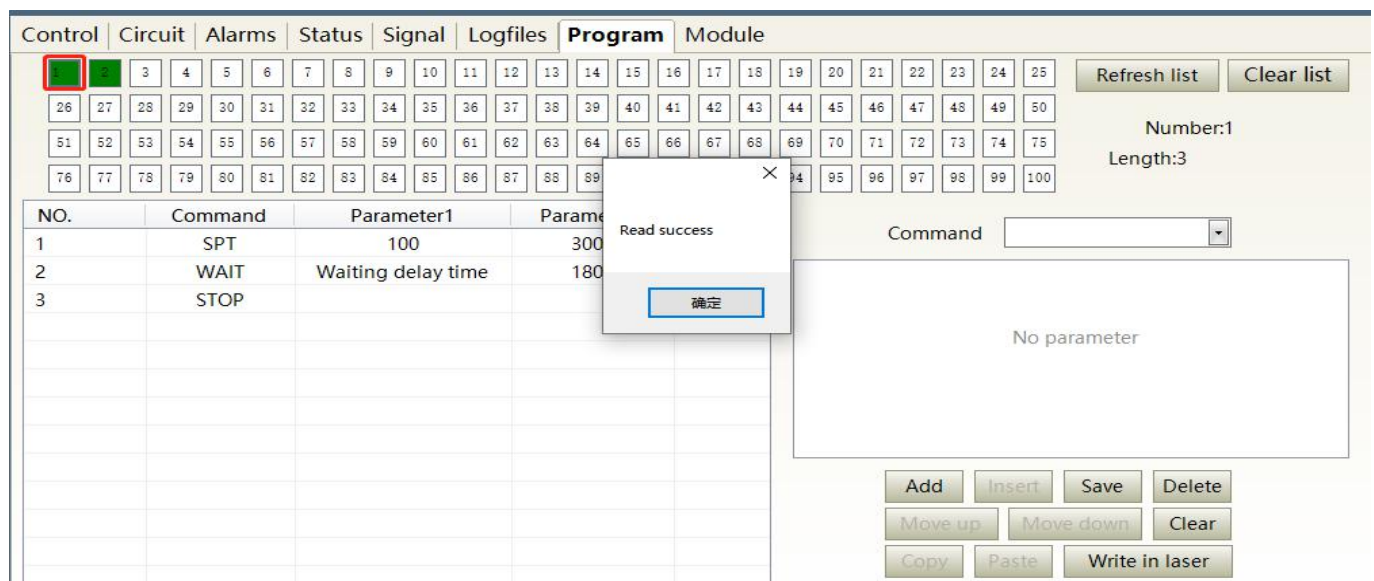 Control Circuit Alarms Status Signal Logfiles Program Module
1 2 3 4 5 6 7 8 9 10 11 12 13 14 15 16 17 18 19 20 21 22 23 24 25 Refresh list Clear list
26 27 28 29 30 31 32 33 34 35 36 37 38 39 40 41 42 43 44 45 46 47 48 49 50
Number:1
51 52 53 54 55 56 57 58 59 60 61 62 63 64 65 66 67 68 69 70 71 72 73 74 75
Length:3
76 77 78 79 80 81 82 83 84 85 86 87 88 89 94 95 96 97 98 99 100
NO. Command Parameter1 Parame
Read success
Command
1 SPT 100 300
2 WAIT Waiting delay time 180
3 STOP
确定
No parameter
Add Insert Save Delete
Move up Move down Clear
Copy Paste Write in laser